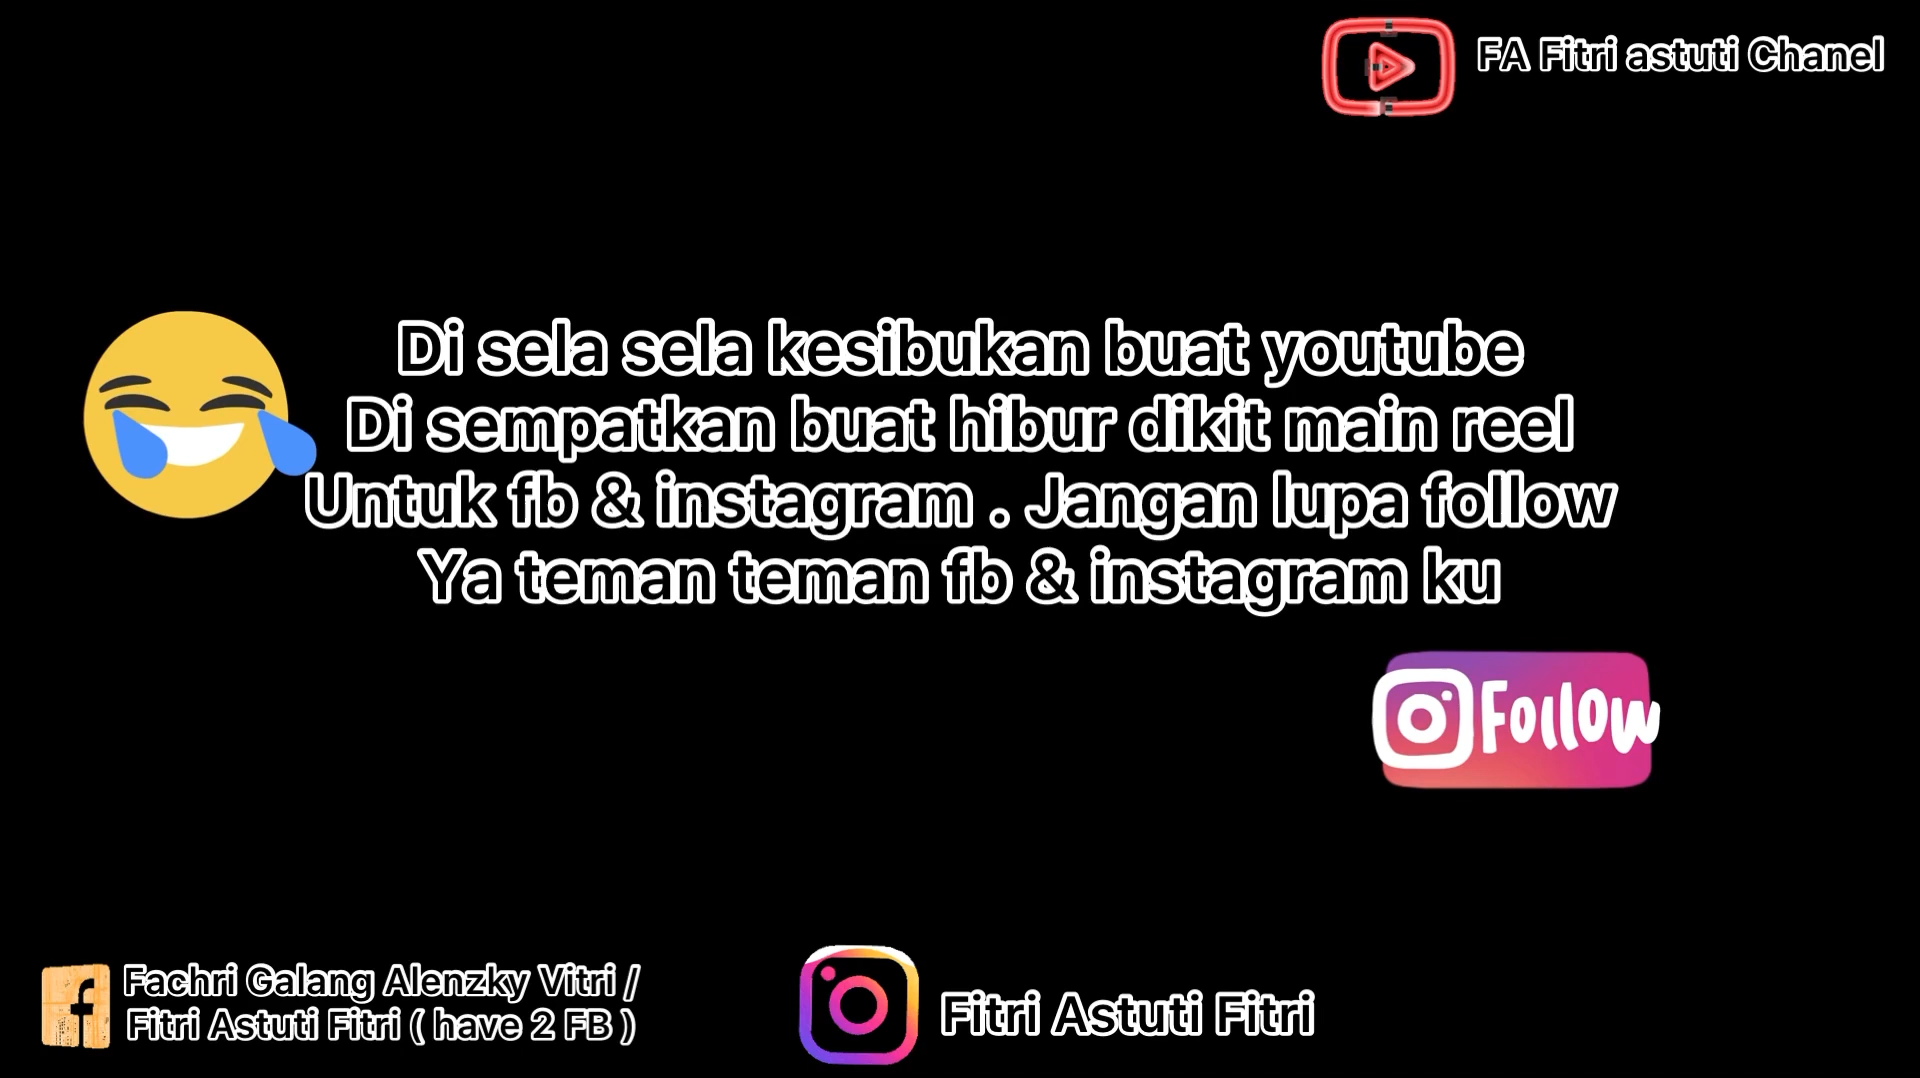 FA Fitri astuti Chanel
Di sela sela kesibukan buat youtube
Di sempatkan buat hibur dikit main reel
Untuk fb & instagram . Jangan lupa follow
Ya teman teman fb & instagram ku
Follow
Fachri Galang Alenzky Vitri /
Fitri Astuti Fitri ( have 2 FB )
Fitri Astuti Fitri